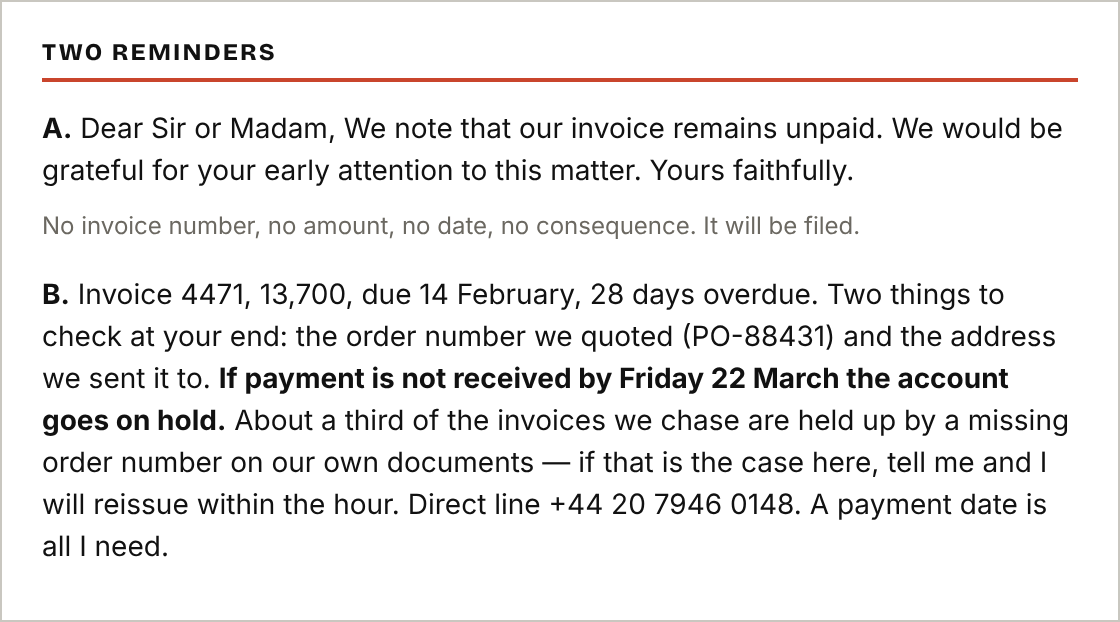 TWO REMINDERS
A. Dear Sir or Madam, We note that our invoice remains unpaid. We would be
grateful for your early attention to this matter. Yours faithfully.
No invoice number, no amount, no date, no consequence. It will be filed.
B. Invoice 4471, 13,700, due 14 February, 28 days overdue. Two things to
check at your end: the order number we quoted (PO-88431) and the address
we sent it to. If payment is not received by Friday 22 March the account
goes on hold. About a third of the invoices we chase are held up by a missing
order number on our own documents — if that is the case here, tell me and I
will reissue within the hour. Direct line +44 20 7946 0148. A payment date is
all I need.